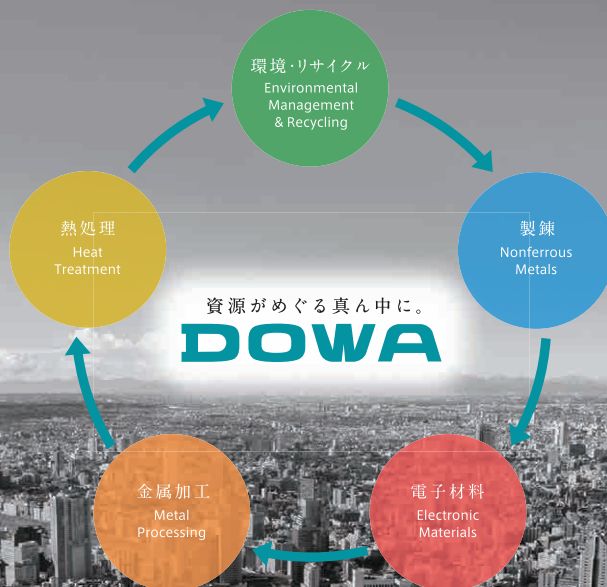 環境・リサイクル
Environmental
Management
& Recycling
熱処理
Heat
Treatment
製錬
Nonferrous
Metals
資源がめぐる真ん中に。
DOWA
金属加工
Metal
Processing
電子材料
Electronic
Materials